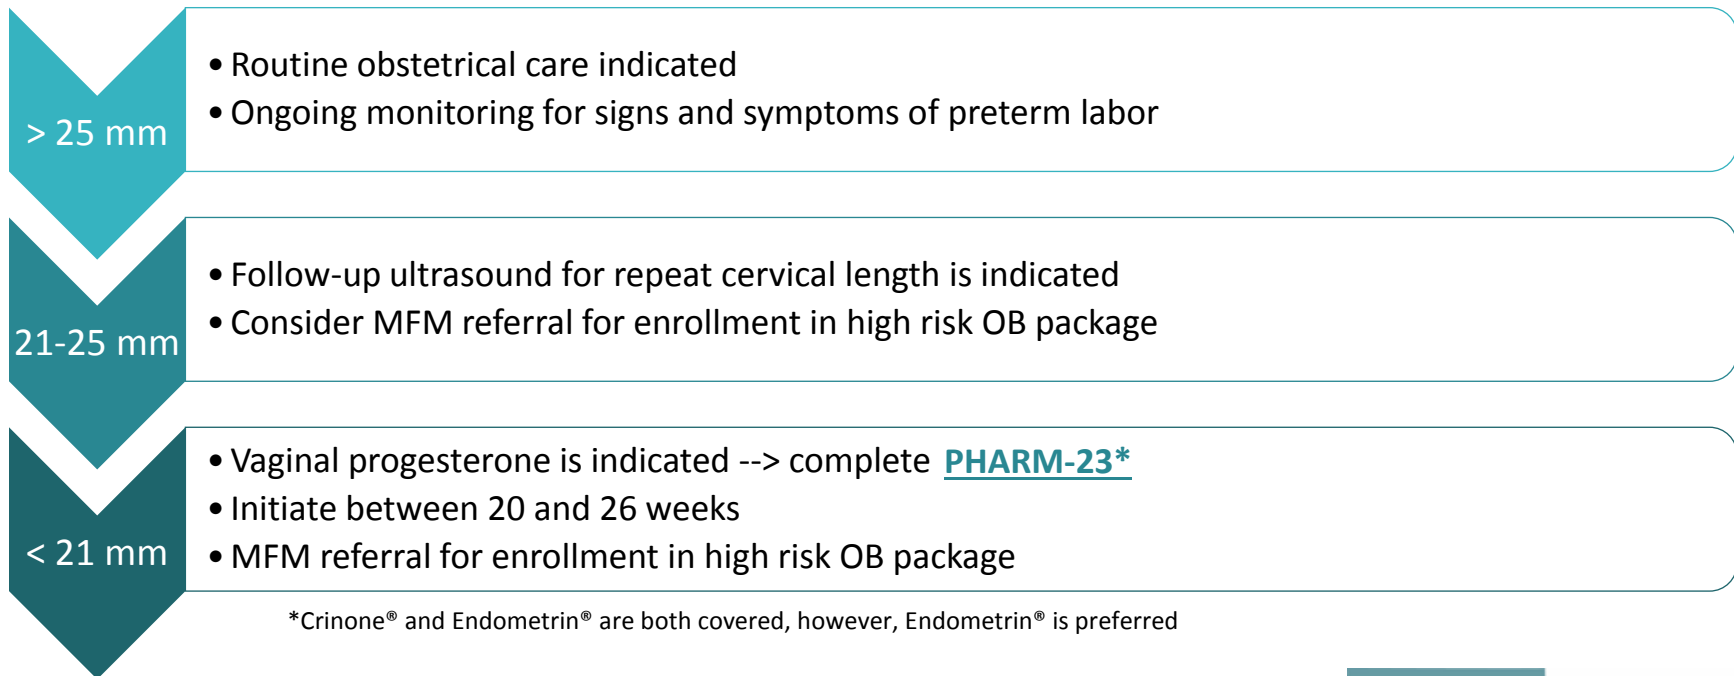 > 25 mm
• Routine obstetrical care indicated
• Ongoing monitoring for signs and symptoms of preterm labor
21-25 mm
• Follow-up ultrasound for repeat cervical length is indicated
• Consider MFM referral for enrollment in high risk OB package
< 21 mm
• Vaginal progesterone is indicated --> complete PHARM-23*
• Initiate between 20 and 26 weeks
• MFM referral for enrollment in high risk OB package
*Crinone® and Endometrin® are both covered, however, Endometrin® is preferred